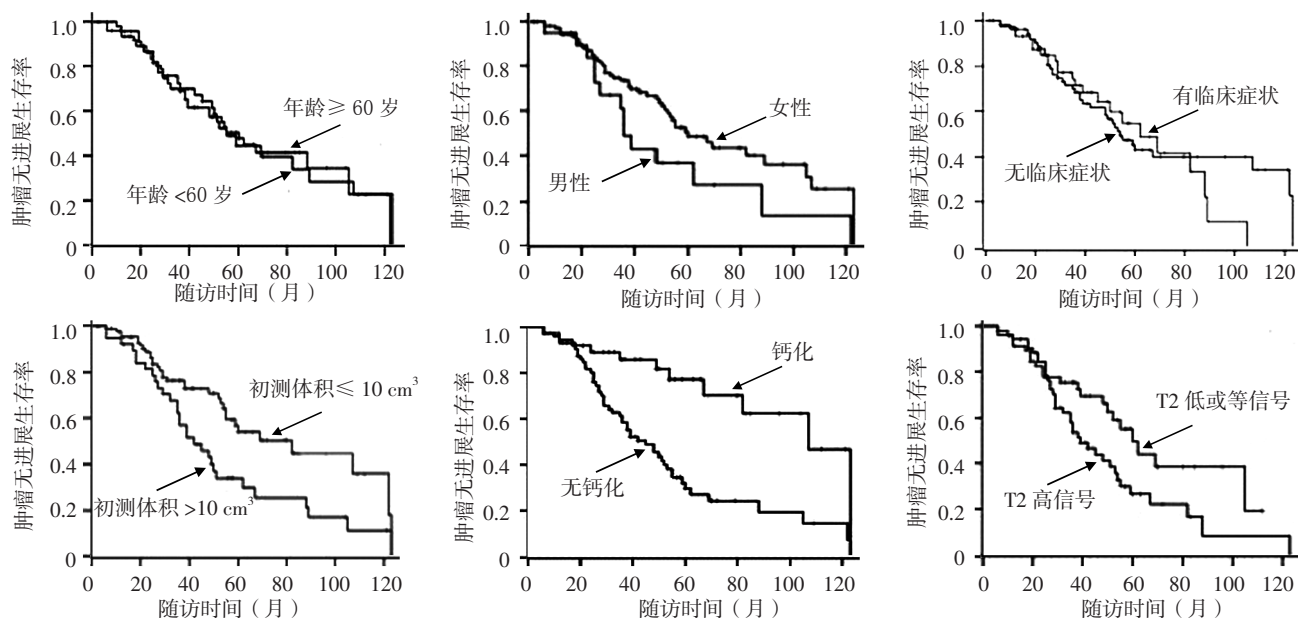 肿瘤无进展生存率
1.0
0.8
0.6
0.4
0.2
0
年龄≥ 60 岁
年龄 <60 岁
0 20 40 60 80 100 120
随访时间（月）
肿瘤无进展生存率
1.0
0.8
0.6
0.4
0.2
0
女性
男性
0 20 40 60 80 100 120
随访时间（月）
肿瘤无进展生存率
1.0
0.8
0.6
0.4
0.2
0
有临床症状
无临床症状
0 20 40 60 80 100 120
随访时间（月）
肿瘤无进展生存率
1.0
0.8
0.6
0.4
0.2
0
初测体积≤ 10 cm³
初测体积 >10 cm³
0 20 40 60 80 100 120
随访时间（月）
肿瘤无进展生存率
1.0
0.8
0.6
0.4
0.2
0
钙化
无钙化
0 20 40 60 80 100 120
随访时间（月）
肿瘤无进展生存率
1.0
0.8
0.6
0.4
0.2
0
T2 低或等信号
T2 高信号
0 20 40 60 80 100 120
随访时间（月）